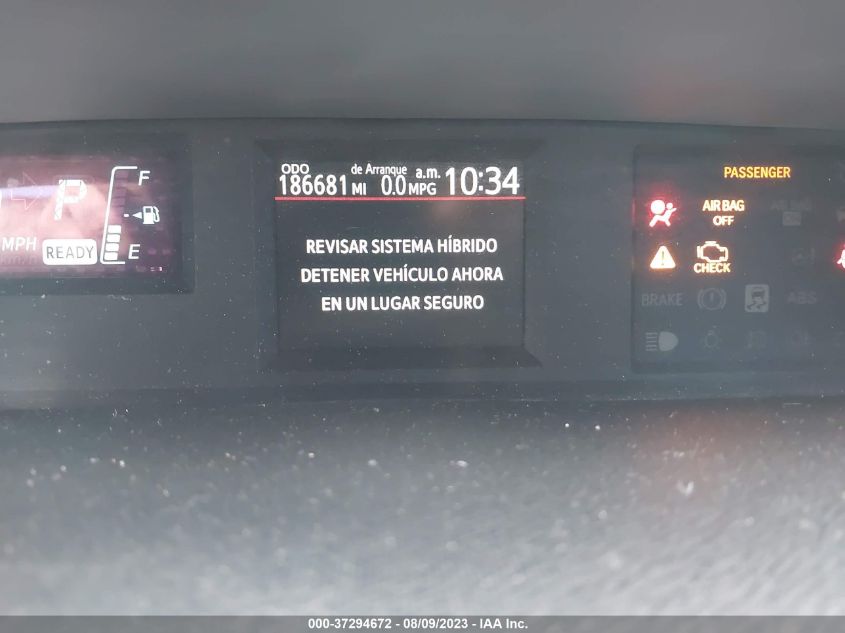 ODO
186681 MI
de Arranque
0.0 MPG
a.m. 10:34
REVISAR SISTEMA HÍBRIDO
DETENER VEHÍCULO AHORA
EN UN LUGAR SEGURO
P
MPH
READY
F
E
PASSENGER
AIR BAG
OFF
CHECK
BRAKE
ABS
000-37294672 - 08/09/2023 - IAA Inc.